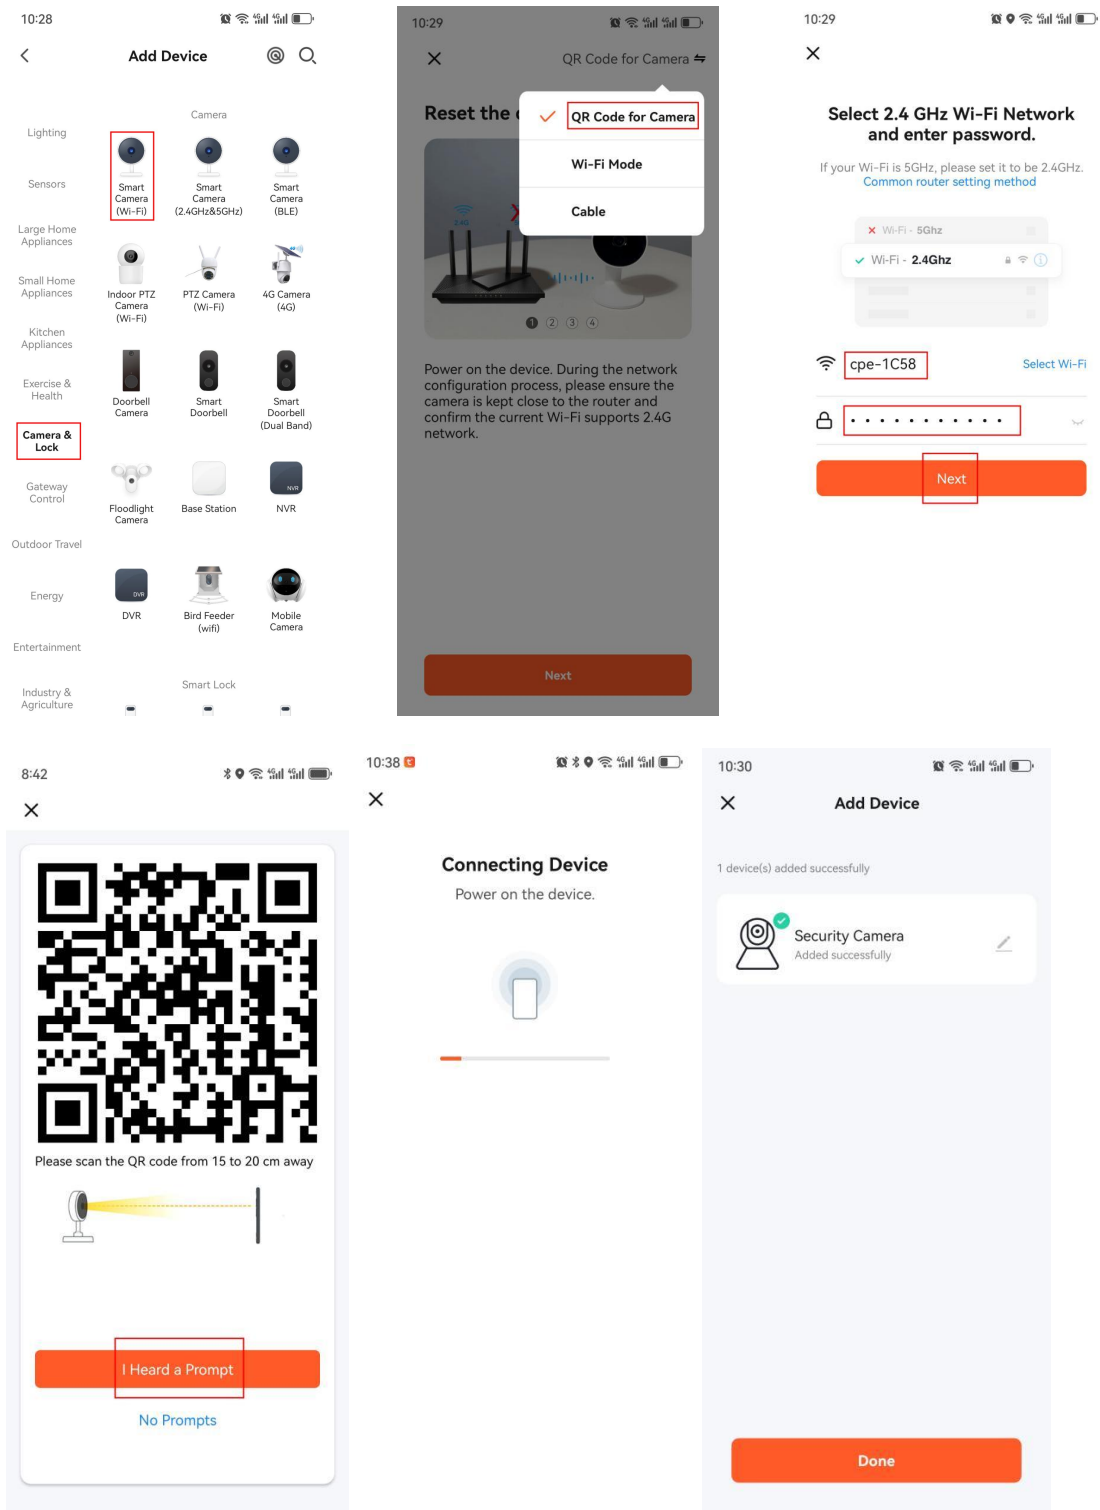 10:28
Add Device
Camera
Lighting
Sensors
Large Home
Appliances
Small Home
Appliances
Kitchen
Appliances
Exercise &
Health
Camera &
Lock
Gateway
Control
Outdoor Travel
Energy
Entertainment
Industry &
Agriculture
Smart
Camera
(Wi-Fi)
Smart
Camera
(2.4GHz&5GHz)
Smart
Camera
(BLE)
Indoor PTZ
Camera
(Wi-Fi)
PTZ Camera
(Wi-Fi)
4G Camera
(4G)
Doorbell
Camera
Smart
Doorbell
Smart
Doorbell
(Dual Band)
Floodlight
Camera
Base Station
NVR
NVR
DVR
DVR
Bird Feeder
(wifi)
Mobile
Camera
Smart Lock
10:29
QR Code for Camera
Reset the
QR Code for Camera
Wi-Fi Mode
Cable
2.4G
1 2 3 4
Power on the device. During the network
configuration process, please ensure the
camera is kept close to the router and
confirm the current Wi-Fi supports 2.4G
network.
Next
10:29
Select 2.4 GHz Wi-Fi Network
and enter password.
If your Wi-Fi is 5GHz, please set it to be 2.4GHz.
Common router setting method
Wi-Fi - 5Ghz
Wi-Fi - 2.4Ghz
cpe-1C58
Select Wi-Fi
Next
8:42
Please scan the QR code from 15 to 20 cm away
I Heard a Prompt
No Prompts
10:38
Connecting Device
Power on the device.
10:30
Add Device
1 device(s) added successfully
Security Camera
Added successfully
Done